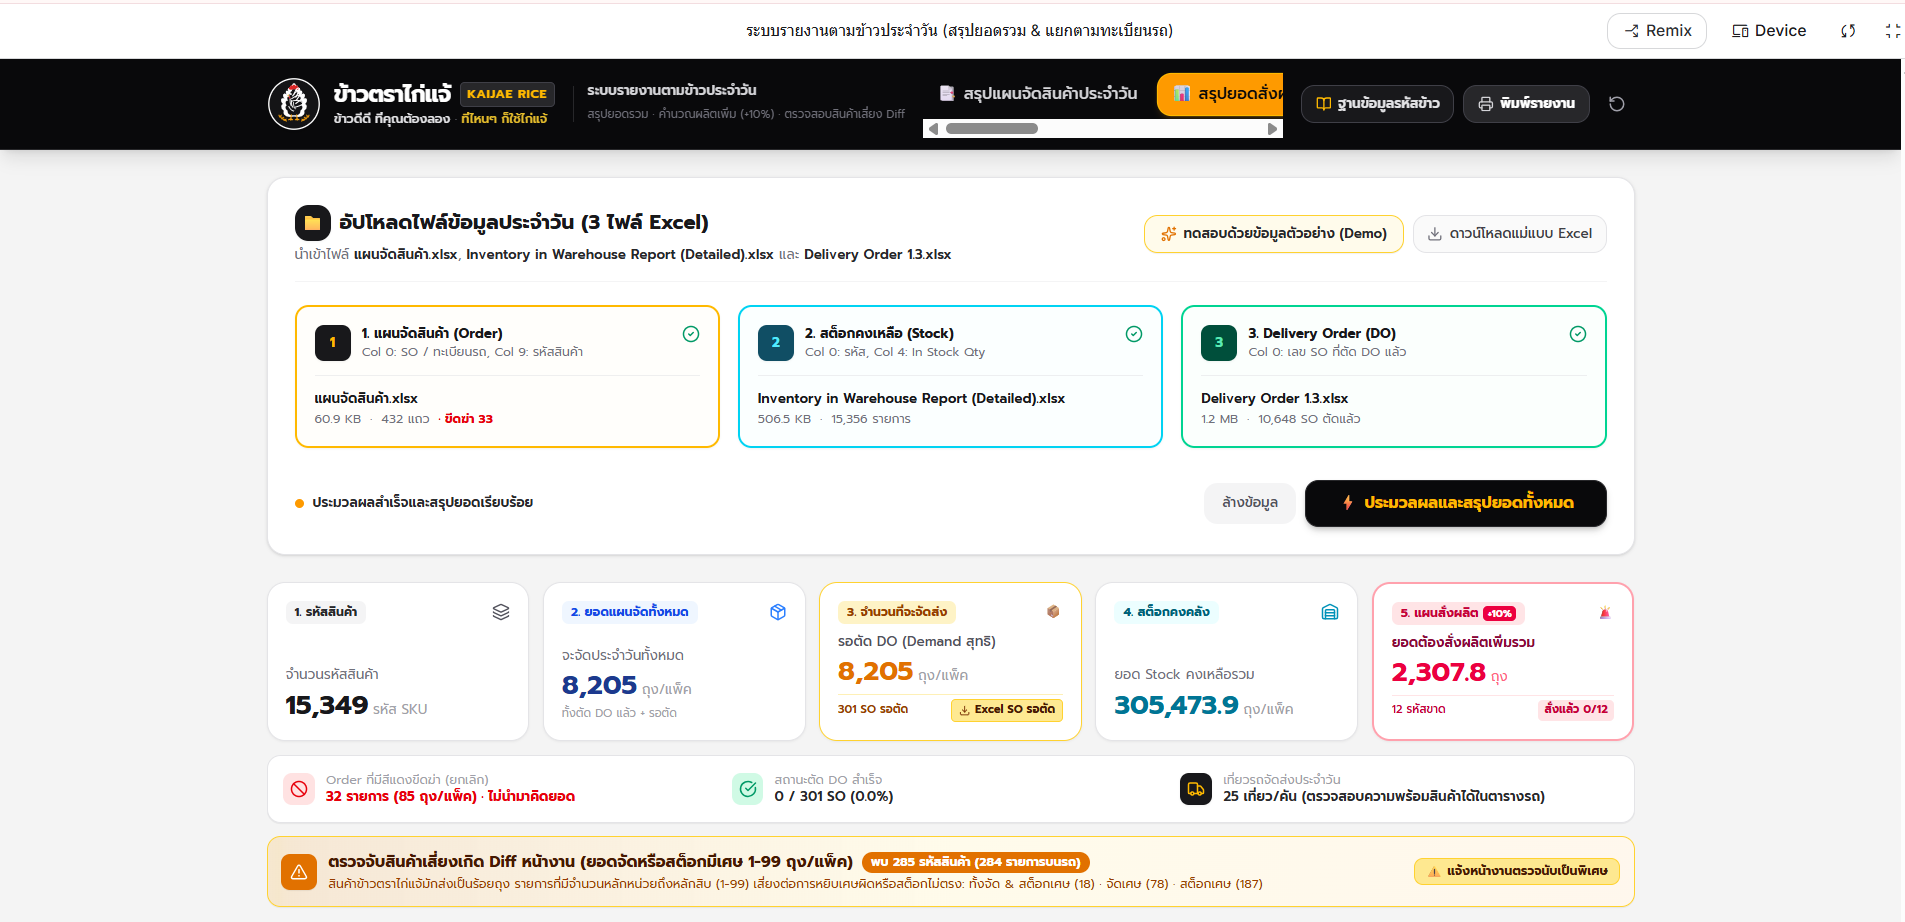 ระบบรายงานตามข้าวประจำวัน (สรุปยอดรวม & แยกตามทะเบียนรถ)
Remix
Device
ข้าวตราไก่แจ้ KAIJAE RICE
ข้าวดีดี ที่คุณต้องลอง · ที่ไหนๆ ก็ใช้ไก่แจ้
ระบบรายงานตามข้าวประจำวัน
สรุปยอดรวม · คำนวณผลิตเพิ่ม (+10%) · ตรวจสอบสินค้าเสี่ยง Diff
สรุปแผนจัดสินค้าประจำวัน
สรุปยอดสั่งผ
ฐานข้อมูลรหัสข้าว
พิมพ์รายงาน
อัปโหลดไฟล์ข้อมูลประจำวัน (3 ไฟล์ Excel)
นำเข้าไฟล์ แผนจัดสินค้า.xlsx, Inventory in Warehouse Report (Detailed).xlsx และ Delivery Order 1.3.xlsx
ทดสอบด้วยข้อมูลตัวอย่าง (Demo)
ดาวน์โหลดแม่แบบ Excel
1
1. แผนจัดสินค้า (Order)
Col 0: SO / ทะเบียนรถ, Col 9: รหัสสินค้า
แผนจัดสินค้า.xlsx
60.9 KB · 432 แถว · ขีดฆ่า 33
2
2. สต็อกคงเหลือ (Stock)
Col 0: รหัส, Col 4: In Stock Qty
Inventory in Warehouse Report (Detailed).xlsx
506.5 KB · 15,356 รายการ
3
3. Delivery Order (DO)
Col 0: เลข SO ที่ตัด DO แล้ว
Delivery Order 1.3.xlsx
1.2 MB · 10,648 SO ตัดแล้ว
ประมวลผลสำเร็จและสรุปยอดเรียบร้อย
ล้างข้อมูล
ประมวลผลและสรุปยอดทั้งหมด
1. รหัสสินค้า
จำนวนรหัสสินค้า
15,349 รหัส SKU
2. ยอดแผนจัดทั้งหมด
จะจัดประจำวันทั้งหมด
8,205 ถุง/แพ็ค
ทั้งตัด DO แล้ว + รอตัด
3. จำนวนที่จะจัดส่ง
รอตัด DO (Demand สุทธิ)
8,205 ถุง/แพ็ค
301 SO รอตัด
Excel SO รอตัด
4. สต็อกคงคลัง
ยอด Stock คงเหลือรวม
305,473.9 ถุง/แพ็ค
5. แผนสั่งผลิต +10%
ยอดต้องสั่งผลิตเพิ่มรวม
2,307.8 ถุง
12 รหัสขาด
สั่งแล้ว 0/12
Order ที่มีสีแดงขีดฆ่า (ยกเลิก)
32 รายการ (85 ถุง/แพ็ค) · ไม่นำมาคิดยอด
สถานะตัด DO สำเร็จ
0 / 301 SO (0.0%)
เที่ยวรถจัดส่งประจำวัน
25 เที่ยว/คัน (ตรวจสอบความพร้อมสินค้าได้ในตารางรถ)
ตรวจจับสินค้าเสี่ยงเกิด Diff หน้างาน (ยอดจัดหรือสต็อกมีเศษ 1-99 ถุง/แพ็ค) พบ 285 รหัสสินค้า (284 รายการบนรถ)
สินค้าข้าวตราไก่แจ้มักส่งเป็นร้อยถุง รายการที่มีจำนวนหลักหน่วยถึงหลักสิบ (1-99) เสี่ยงต่อการหยิบเศษผิดหรือสต็อกไม่ตรง: ทั้งจัด & สต็อกเศษ (18) · จัดเศษ (78) · สต็อกเศษ (187)
แจ้งหน้างานตรวจนับเป็นพิเศษ